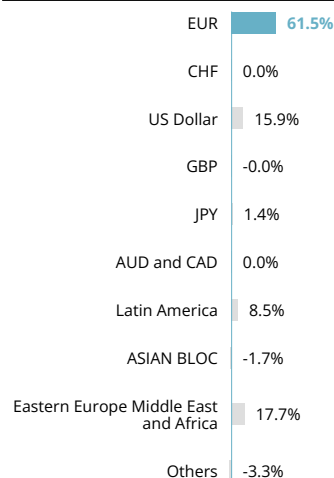 EUR 61.5%
CHF 0.0%
US Dollar 15.9%
GBP -0.0%
JPY 1.4%
AUD and CAD 0.0%
Latin America 8.5%
ASIAN BLOC -1.7%
Eastern Europe Middle East
and Africa 17.7%
Others -3.3%